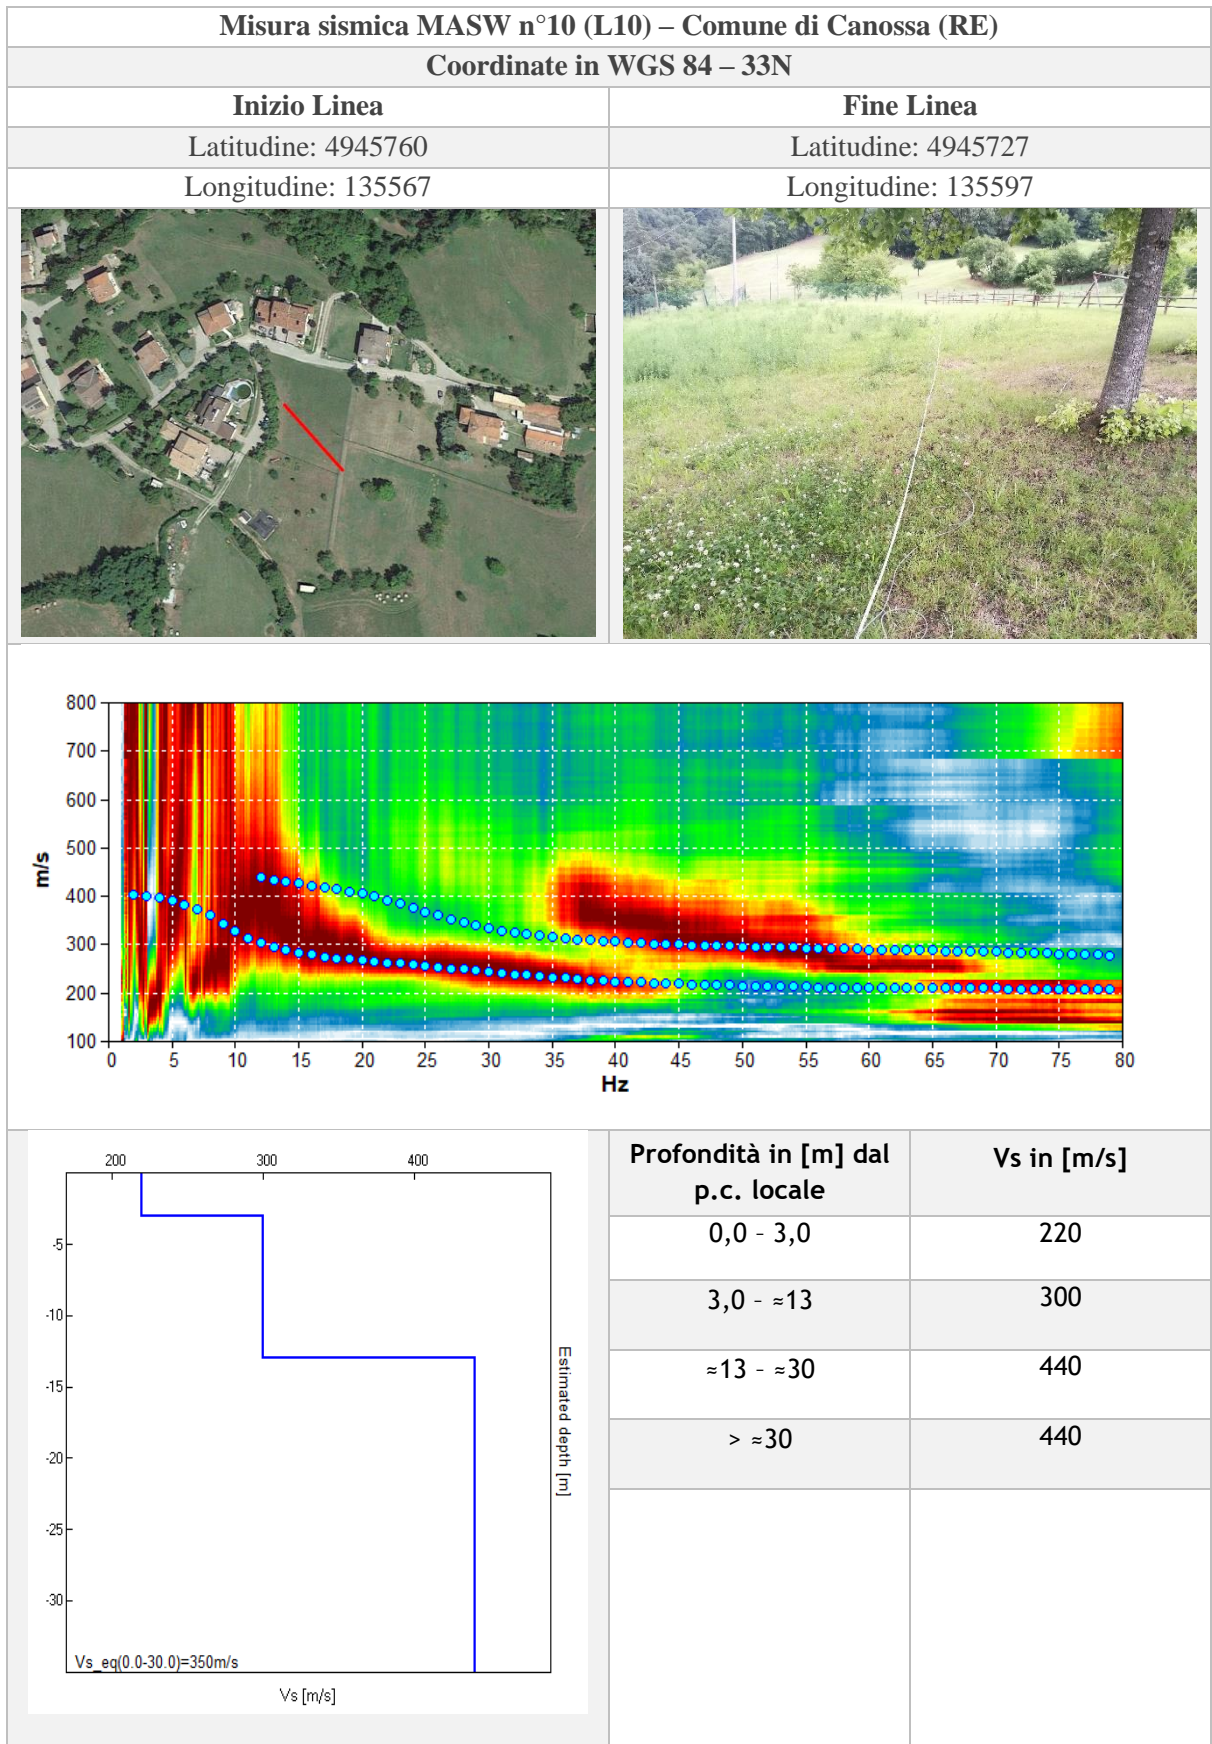 Misura sismica MASW n°10 (L10) – Comune di Canossa (RE)
Coordinate in WGS 84 – 33N
Inizio Linea
Fine Linea
Latitudine: 4945760
Latitudine: 4945727
Longitudine: 135567
Longitudine: 135597
800
700
600
500
400
300
200
100
m/s
0 5 10 15 20 25 30 35 40 45 50 55 60 65 70 75 80
Hz
200 300 400
-5
-10
-15
-20
-25
-30
Estimated depth [m]
Vs_eq(0.0-30.0)=350m/s
Vs [m/s]
Profondità in [m] dal
p.c. locale
Vs in [m/s]
0,0 – 3,0
220
3,0 – ≈13
300
≈13 – ≈30
440
> ≈30
440